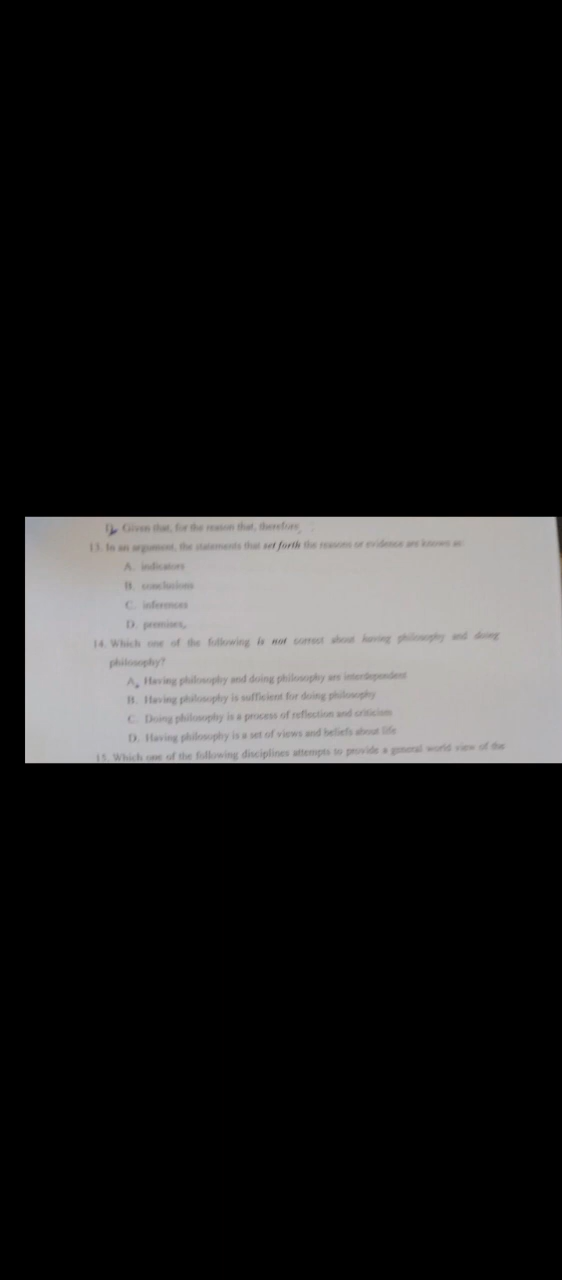 D. Given that, for the reason that, therefore
13. In an argument, the statements that set forth the reasons or evidence are known as
A. indicators
B. conclusions
C. inferences
D. premises
14. Which one of the following is not correct about having philosophy and doing
philosophy?
A. Having philosophy and doing philosophy are interdependent
B. Having philosophy is sufficient for doing philosophy
C. Doing philosophy is a process of reflection and criticism
D. Having philosophy is a set of views and beliefs about life
15. Which one of the following disciplines attempts to provide a general world view of the